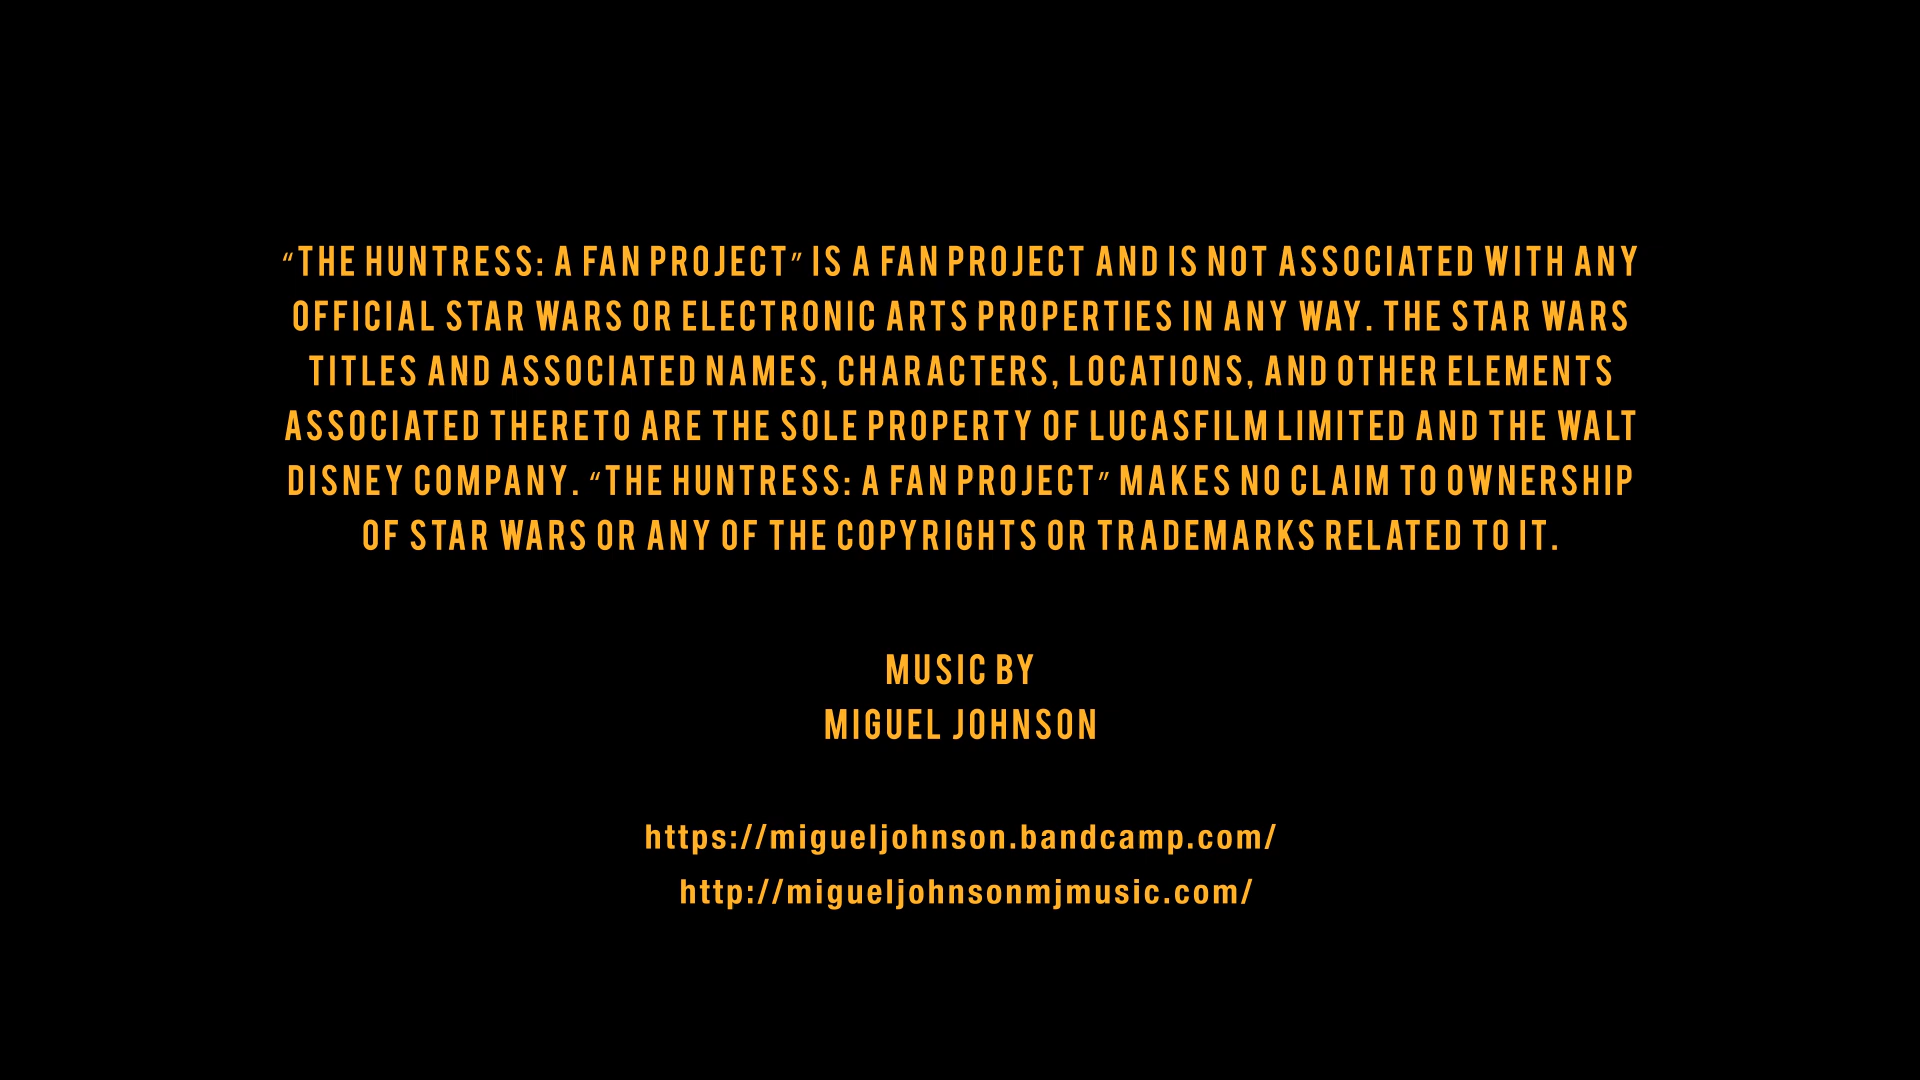 “THE HUNTRESS: A FAN PROJECT” IS A FAN PROJECT AND IS NOT ASSOCIATED WITH ANY
OFFICIAL STAR WARS OR ELECTRONIC ARTS PROPERTIES IN ANY WAY. THE STAR WARS
TITLES AND ASSOCIATED NAMES, CHARACTERS, LOCATIONS, AND OTHER ELEMENTS
ASSOCIATED THERETO ARE THE SOLE PROPERTY OF LUCASFILM LIMITED AND THE WALT
DISNEY COMPANY. “THE HUNTRESS: A FAN PROJECT” MAKES NO CLAIM TO OWNERSHIP
OF STAR WARS OR ANY OF THE COPYRIGHTS OR TRADEMARKS RELATED TO IT.
MUSIC BY
MIGUEL JOHNSON
https://migueljohnson.bandcamp.com/
http://migueljohnsonmjmusic.com/